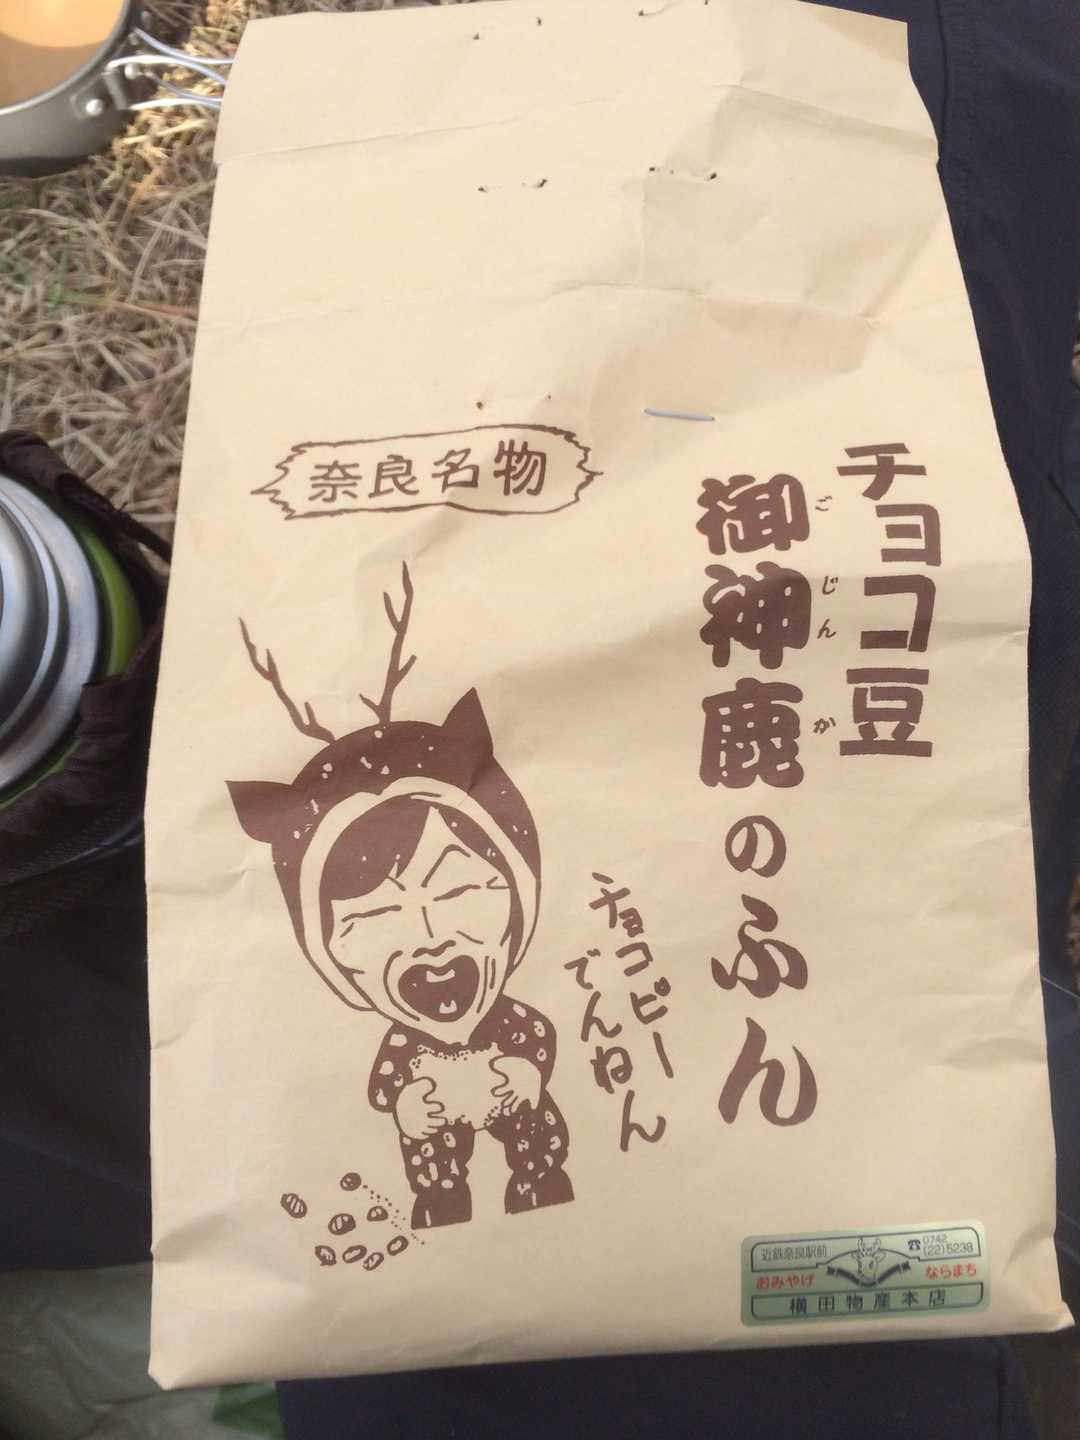 奈良名物
チョコ豆
御神鹿のふん
ごじんか
チョコピー
でんねん
近鉄奈良駅前
☎0742
(22)5238
おみやげ
ならまち
横田物産本店